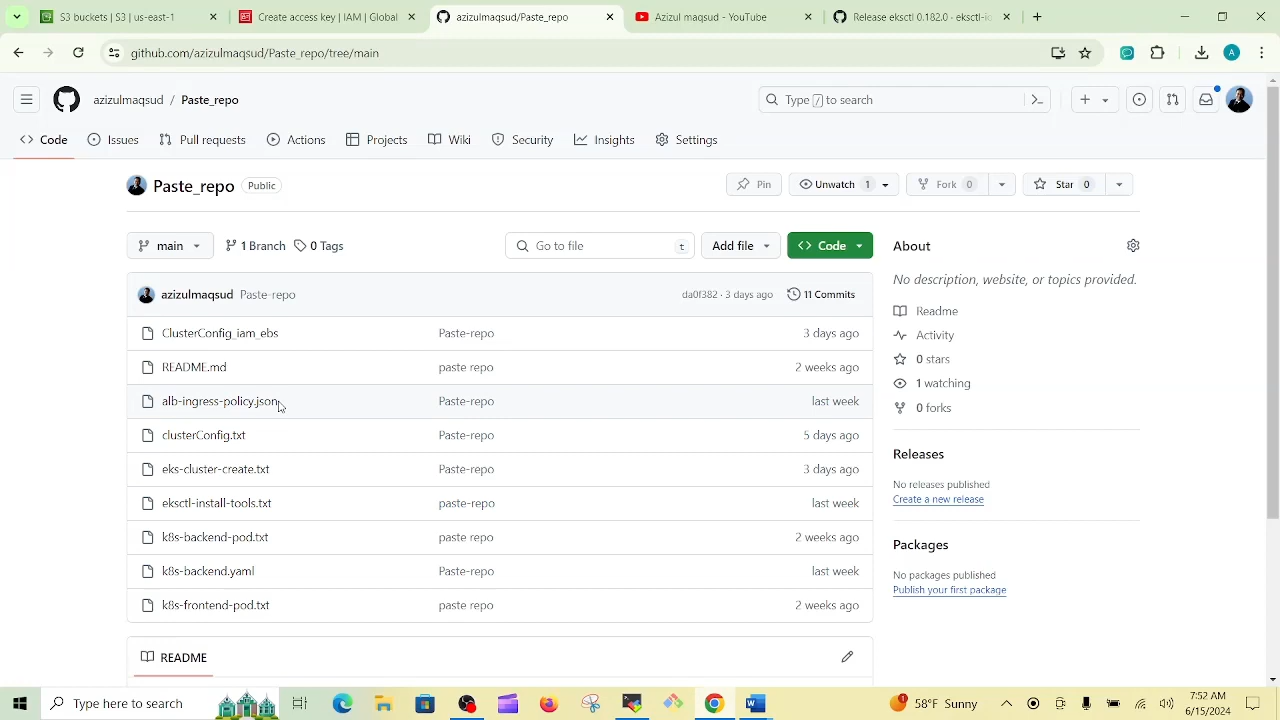 S3 buckets | S3 | us-east-1
Create access key | IAM | Global
azizulmaqsud/Paste_repo
Azizul maqsud - YouTube
Release eksctl 0.182.0 · eksctl-io
github.com/azizulmaqsud/Paste_repo/tree/main
A
azizulmaqsud / Paste_repo
Type / to search
Code
Issues
Pull requests
Actions
Projects
Wiki
Security
Insights
Settings
Paste_repo
Public
Pin
Unwatch 1
Fork 0
Star 0
main
1 Branch
0 Tags
Go to file
t
Add file
Code
azizulmaqsud Paste-repo
da0f382 · 3 days ago
11 Commits
ClusterConfig_iam_ebs Paste-repo 3 days ago
README.md paste repo 2 weeks ago
alb-ingress-policy.json Paste-repo last week
clusterConfig.txt Paste-repo 5 days ago
eks-cluster-create.txt Paste-repo 3 days ago
eksctl-install-tools.txt paste-repo last week
k8s-backend-pod.txt Paste-repo 2 weeks ago
k8s-backend.yaml Paste-repo last week
k8s-frontend-pod.txt paste repo 2 weeks ago
README
About
No description, website, or topics provided.
Readme
Activity
0 stars
1 watching
0 forks
Releases
No releases published
Create a new release
Packages
No packages published
Publish your first package
Type here to search
W
1
58°F Sunny
7:52 AM
6/15/2024